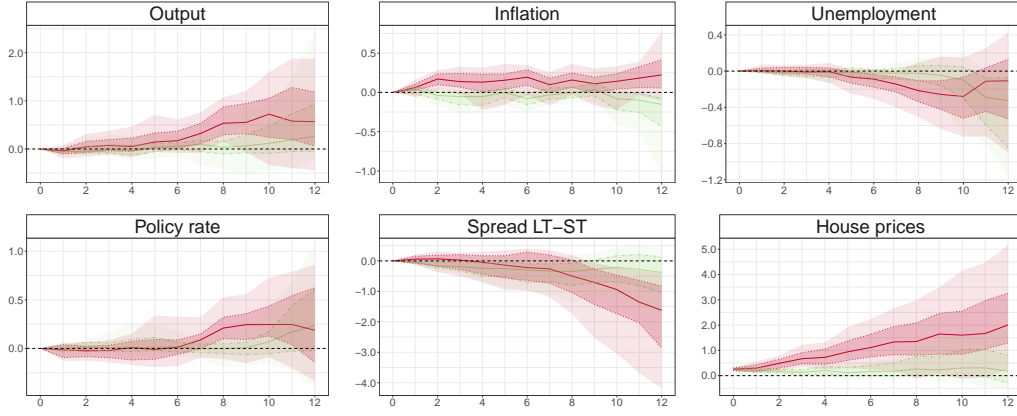 Output
2.0
1.0
0.0
0 2 4 6 8 10 12
Inflation
0.5
0.0
−0.5
−1.0
0 2 4 6 8 10 12
Unemployment
0.4
0.0
−0.4
−0.8
−1.2
0 2 4 6 8 10 12
Policy rate
1.0
0.5
0.0
0 2 4 6 8 10 12
Spread LT−ST
0.0
−1.0
−2.0
−3.0
−4.0
0 2 4 6 8 10 12
House prices
5.0
4.0
3.0
2.0
1.0
0.0
0 2 4 6 8 10 12